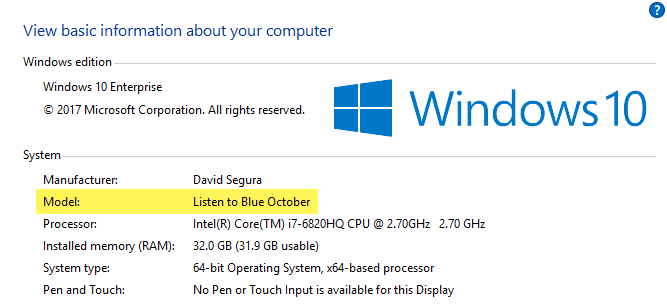 ?
View basic information about your computer
Windows edition
Windows 10 Enterprise
© 2017 Microsoft Corporation. All rights reserved.
Windows 10
System
Manufacturer: David Segura
Model: Listen to Blue October
Processor: Intel(R) Core(TM) i7-6820HQ CPU @ 2.70GHz 2.70 GHz
Installed memory (RAM): 32.0 GB (31.9 GB usable)
System type: 64-bit Operating System, x64-based processor
Pen and Touch: No Pen or Touch Input is available for this Display